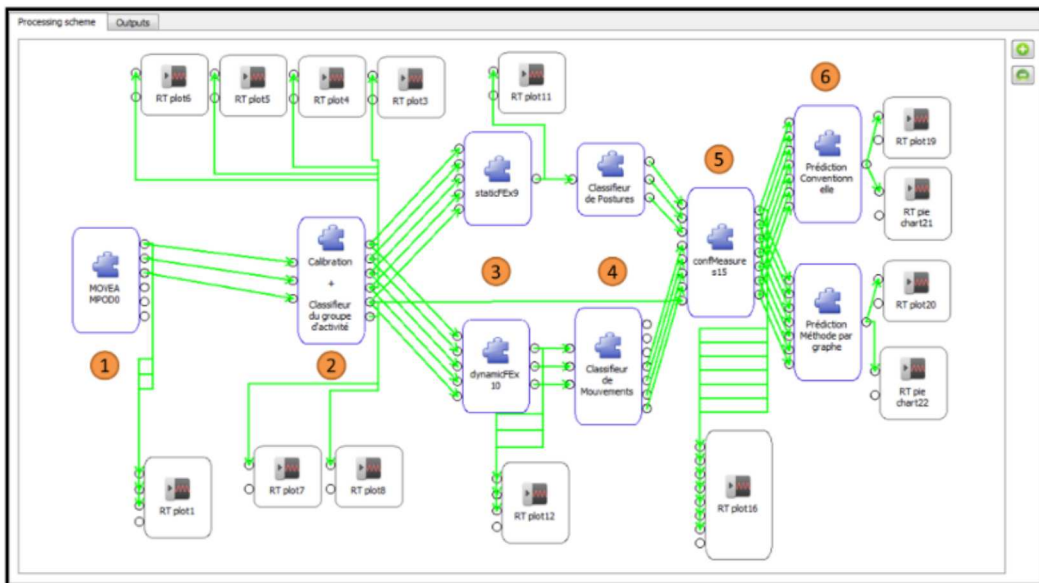 Processing scheme
Outputs
RT plot6
RT plot5
RT plot4
RT plot3
RT plot11
6
RT plot19
staticFEx9
Classifieur
de Postures
5
Prédiction
Conventionnelle
RT pie
chart21
MOVEA
MPOD0
Calibration
+
Classifieur
du groupe
d'activité
3
4
confMeasure
s15
1
2
dynamicFEx
10
Classifieur
de
Mouvements
Prédiction
Méthode par
graphe
RT plot20
RT pie
chart22
RT plot1
RT plot7
RT plot8
RT plot12
RT plot16